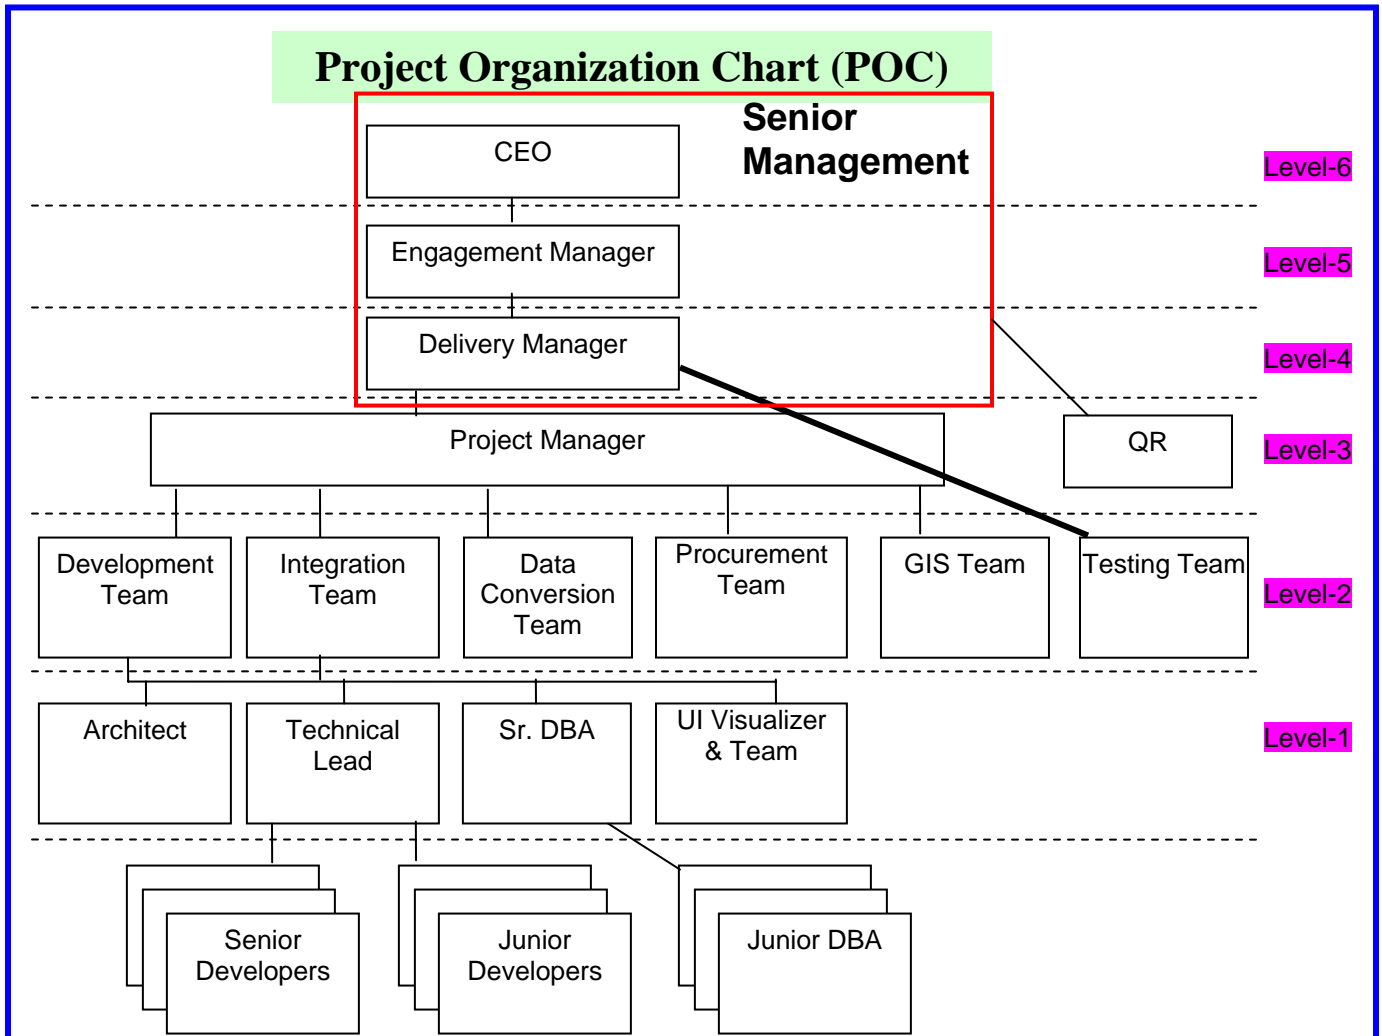 Project Organization Chart (POC)
Senior
Management
CEO
Level-6
Engagement Manager
Level-5
Delivery Manager
Level-4
Project Manager
QR
Level-3
Development
Team
Integration
Team
Data
Conversion
Team
Procurement
Team
GIS Team
Testing Team
Level-2
Architect
Technical
Lead
Sr. DBA
UI Visualizer
& Team
Level-1
Senior
Developers
Junior
Developers
Junior DBA